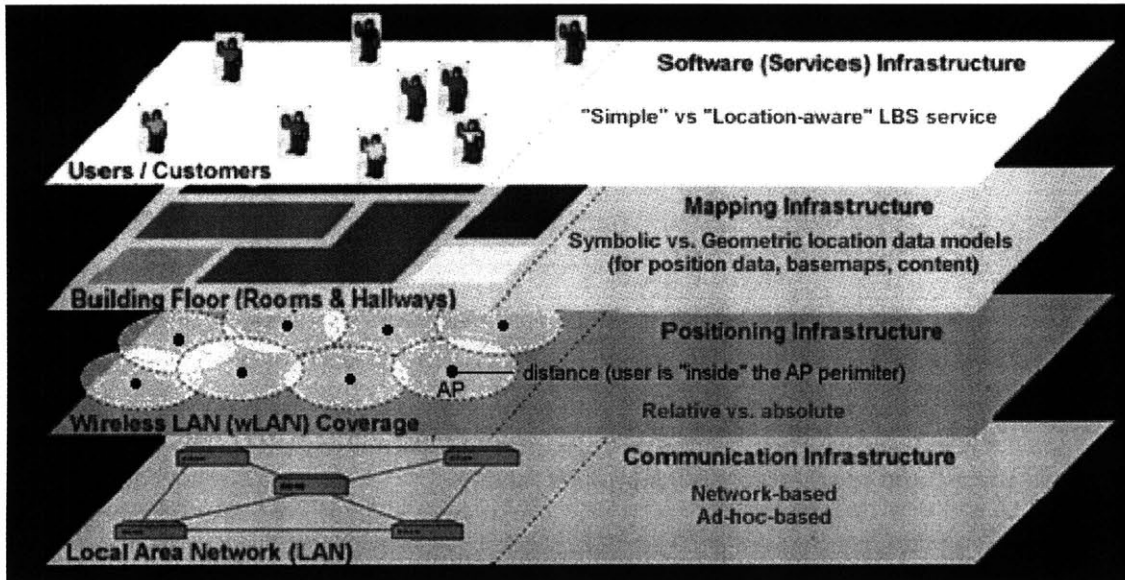 Software (Services) Infrastructure
"Simple" vs "Location-aware" LBS service
Users / Customers
Mapping Infrastructure
Symbolic vs. Geometric location data models
(for position data, basemaps, content)
Building Floor (Rooms & Hallways)
Positioning Infrastructure
distance (user is "inside" the AP perimiter)
AP
Relative vs. absolute
Wireless LAN (wLAN) Coverage
Communication Infrastructure
Network-based
Ad-hoc-based
Local Area Network (LAN)